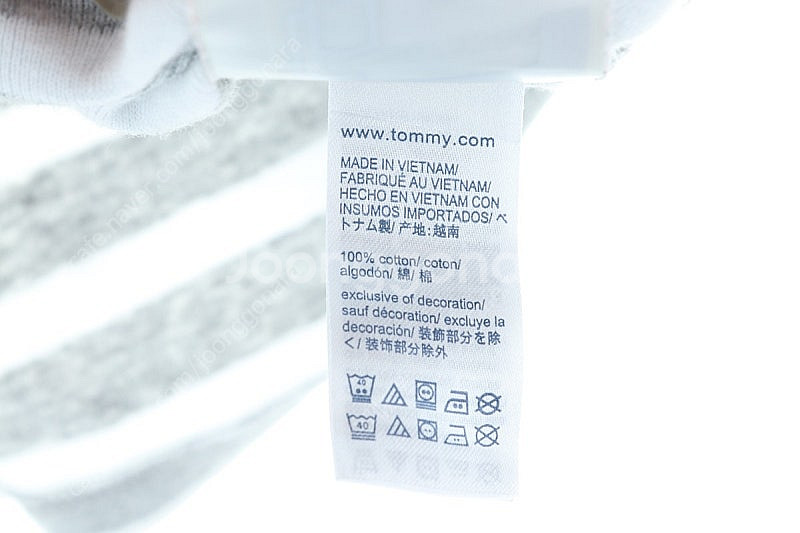 www.tommy.com
MADE IN VIETNAM/
FABRIQUÉ AU VIETNAM/
HECHO EN VIETNAM CON
INSUMOS IMPORTADOS/ ベ
トナム製/ 产地:越南
100% cotton/ coton/
algodón/ 綿/ 棉
exclusive of decoration/
sauf décoration/ excluye la
decoración/ 装飾部分を除
く/ 装饰部分除外
40
40